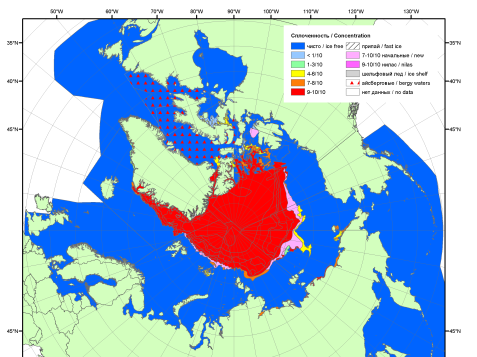 50°W 60°W 70°W 80°W 90°W 100°W 110°W 120°W 130°W
35°N 35°N
40°N 40°N
45°N 45°N
45°N 45°N
Сплоченность / Concentration
чисто / ice free
< 1/10
1-3/10
4-6/10
7-8/10
9-10/10
припай / fast ice
7-10/10 начальные / new
9-10/10 нилас / nilas
шельфовый лед / ice shelf
айсберговые / bergy waters
нет данных / no data